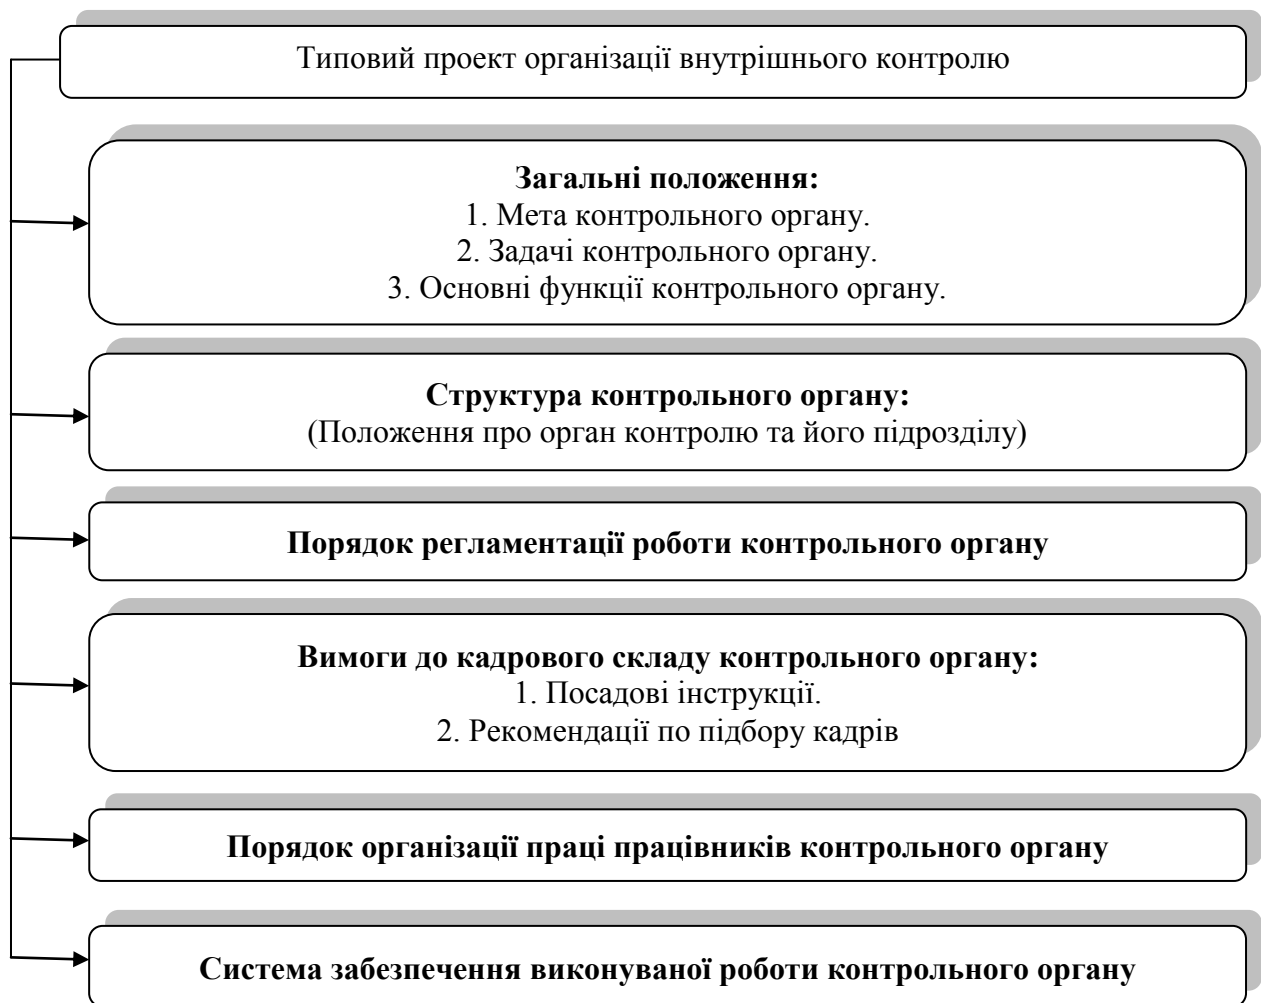 Типовий проект організації внутрішнього контролю
Загальні положення:
1. Мета контрольного органу.
2. Задачі контрольного органу.
3. Основні функції контрольного органу.
Структура контрольного органу:
(Положення про орган контролю та його підрозділу)
Порядок регламентації роботи контрольного органу
Вимоги до кадрового складу контрольного органу:
1. Посадові інструкції.
2. Рекомендації по підбору кадрів
Порядок організації праці працівників контрольного органу
Система забезпечення виконуваної роботи контрольного органу